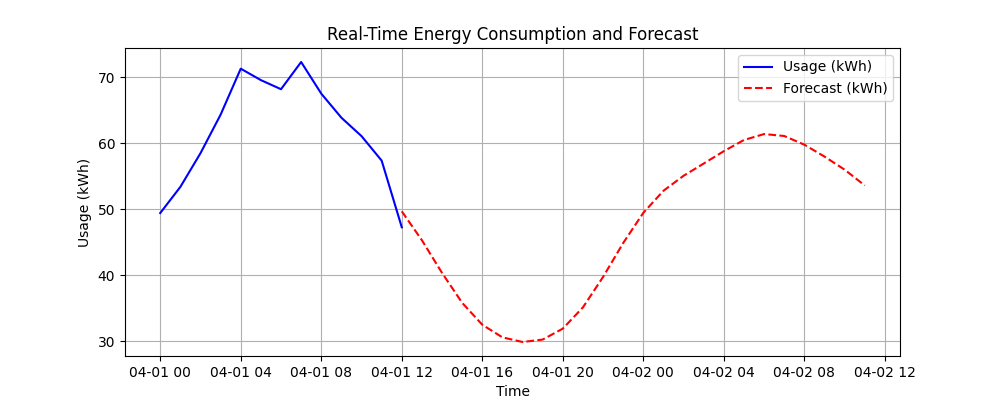 Real-Time Energy Consumption and Forecast
Usage (kWh)
Forecast (kWh)
Usage (kWh)
70
60
50
40
30
04-01 00 04-01 04 04-01 08 04-01 12 04-01 16 04-01 20 04-02 00 04-02 04 04-02 08 04-02 12
Time